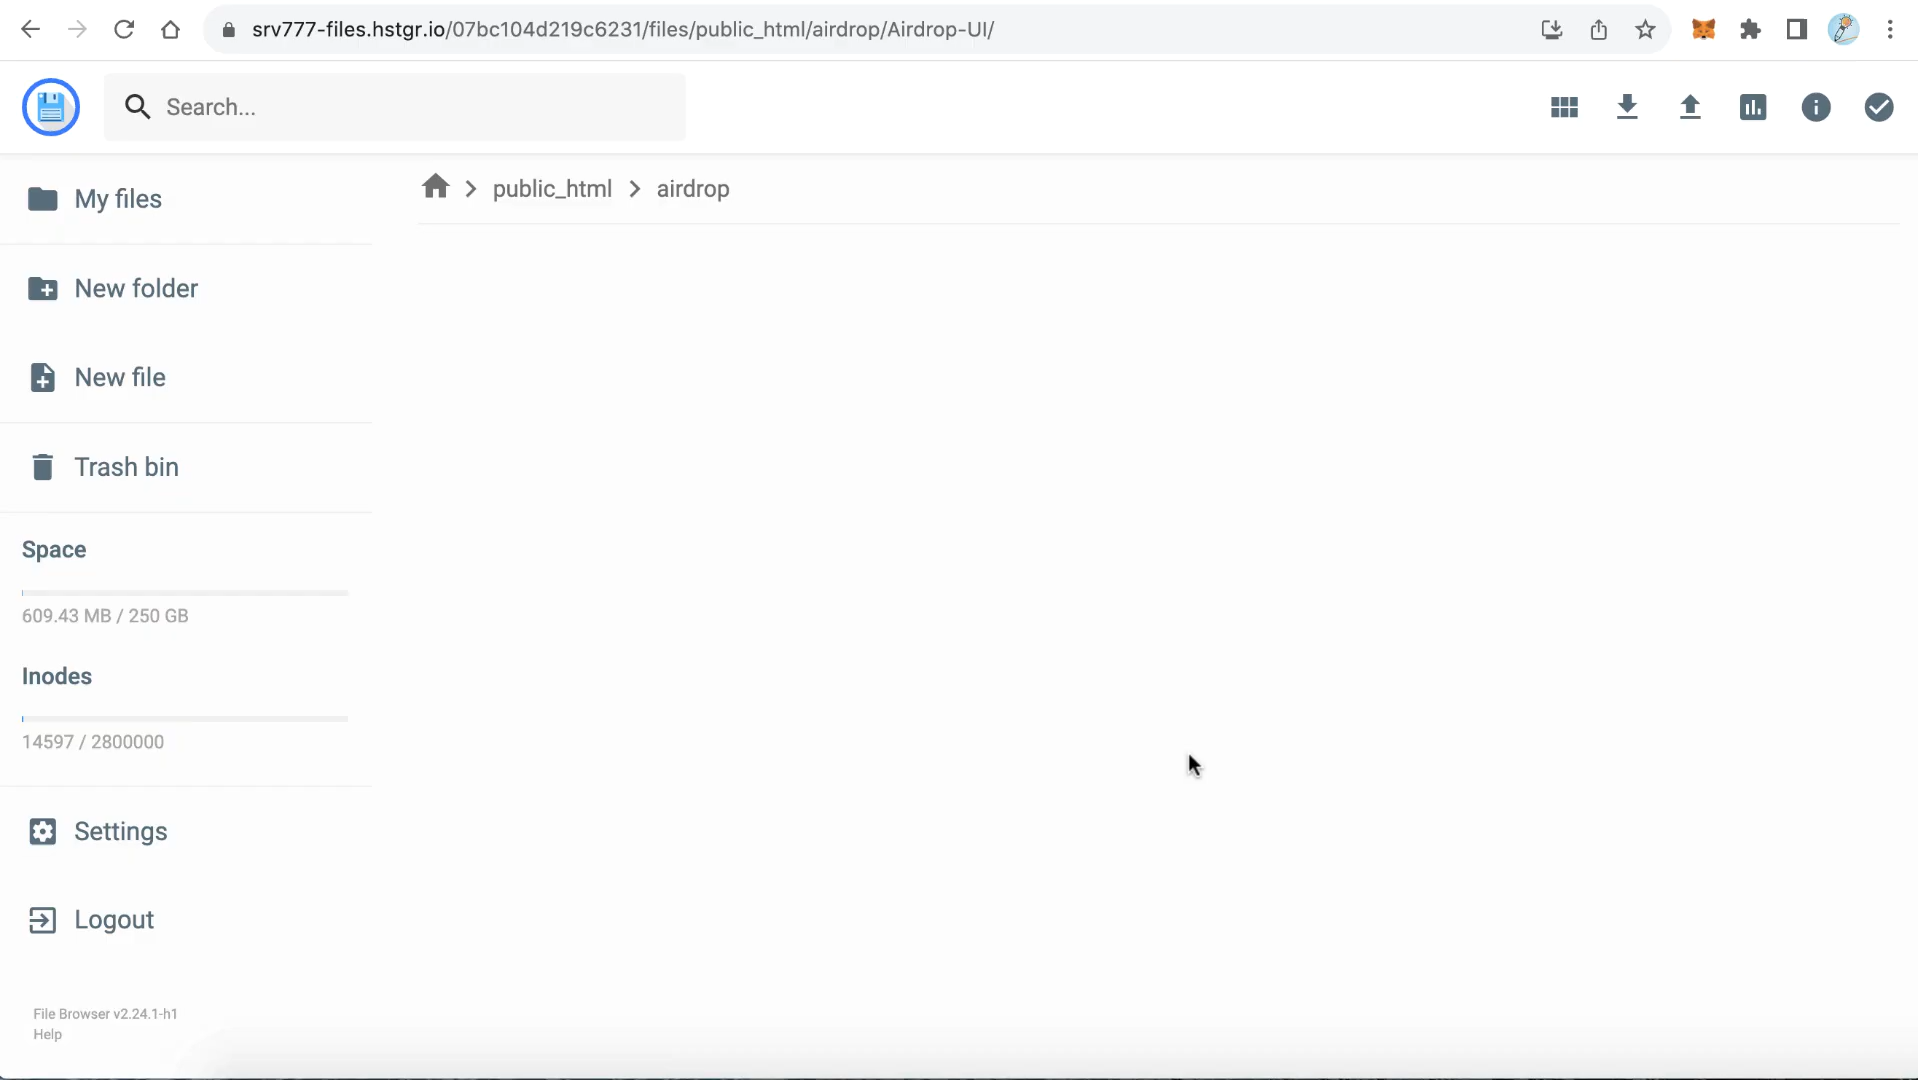 srv777-files.hstgr.io/07bc104d219c6231/files/public_html/airdrop/Airdrop-UI/
Search...
My files
public_html
airdrop
New folder
New file
Trash bin
Space
609.43 MB / 250 GB
Inodes
14597 / 2800000
Settings
Logout
File Browser v2.24.1-h1
Help